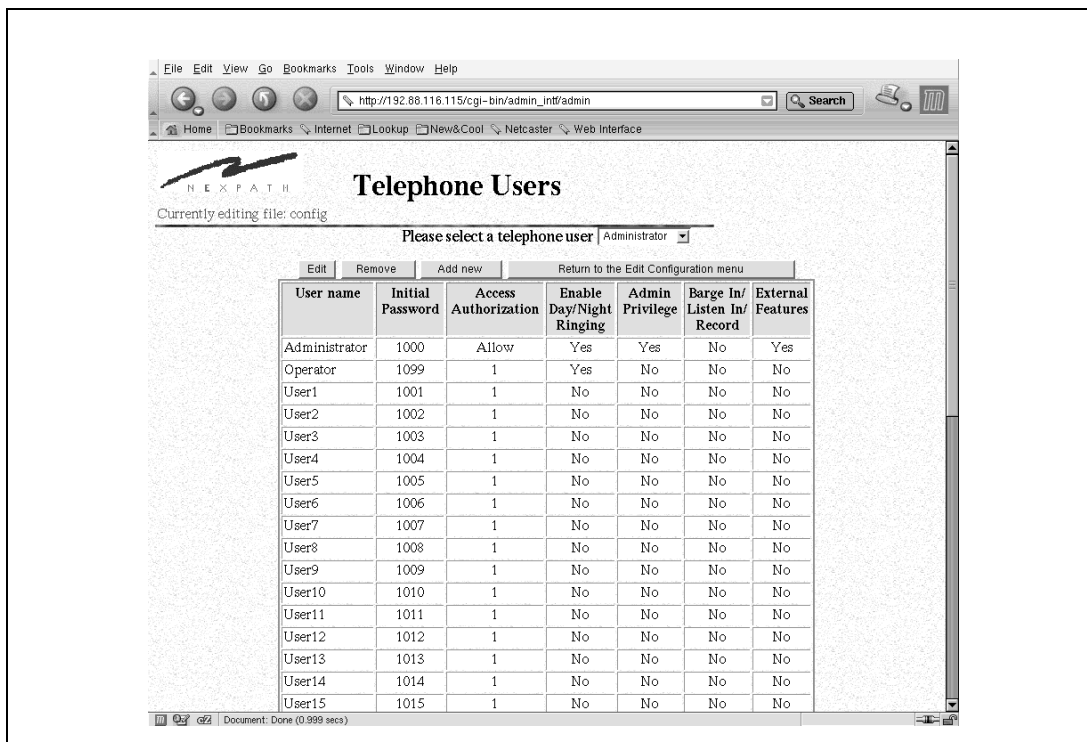 File Edit View Go Bookmarks Tools Window Help
http://192.88.116.115/cgi-bin/admin_intf/admin Search
Home Bookmarks Internet Lookup New&Cool Netcaster Web Interface
NEXPATH
Telephone Users
Currently editing file: config
Please select a telephone user Administrator
Edit Remove Add new Return to the Edit Configuration menu
User name Initial Password Access Authorization Enable Day/Night Ringing Admin Privilege Barge In/ Listen In/ Record External Features
Administrator 1000 Allow Yes Yes No Yes
Operator 1099 1 Yes No No No
User1 1001 1 No No No No
User2 1002 1 No No No No
User3 1003 1 No No No No
User4 1004 1 No No No No
User5 1005 1 No No No No
User6 1006 1 No No No No
User7 1007 1 No No No No
User8 1008 1 No No No No
User9 1009 1 No No No No
User10 1010 1 No No No No
User11 1011 1 No No No No
User12 1012 1 No No No No
User13 1013 1 No No No No
User14 1014 1 No No No No
User15 1015 1 No No No No
Document: Done (0.999 secs)